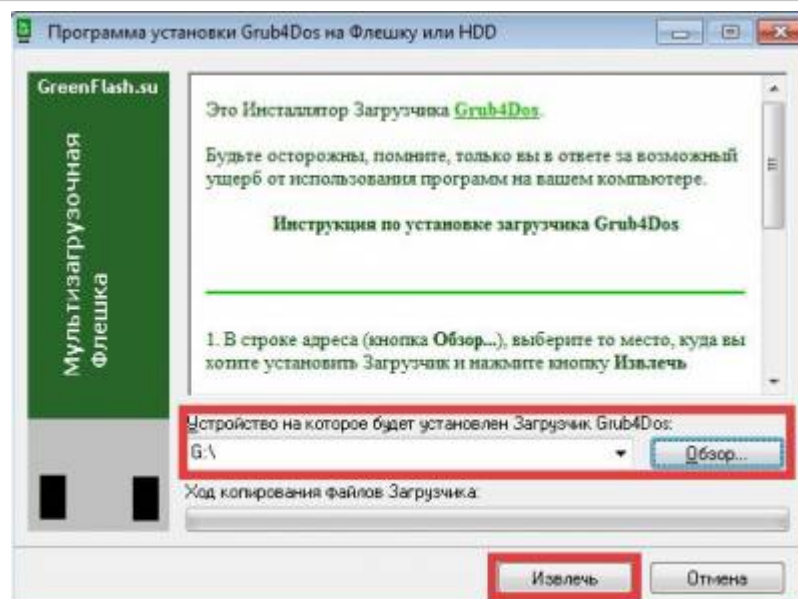 Программа установки Grub4Dos на Флешку или HDD
GreenFlash.su
Мультизагрузочная
Флешка
Это Инсталлятор Загрузчика Grub4Dos.
Будьте осторожны, помните, только вы в ответе за возможный
ущерб от использования программ на вашем компьютере.
Инструкция по установке загрузчика Grub4Dos
1. В строке адреса (кнопка Обзор...), выберите то место, куда вы
хотите установить Загрузчик и нажмите кнопку Извлечь
Устройство на которое будет установлен Загрузчик Grub4Dos:
G:\
Обзор...
Ход копирования файлов Загрузчика:
Извлечь
Отмена